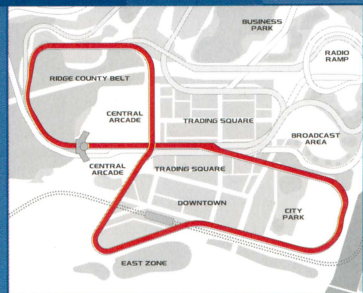 BUSINESS
PARK
RADIO
RAMP
RIDGE COUNTY BELT
CENTRAL
ARCADE
TRADING SQUARE
BROADCAST
AREA
CENTRAL
ARCADE
TRADING SQUARE
DOWNTOWN
CITY
PARK
EAST ZONE